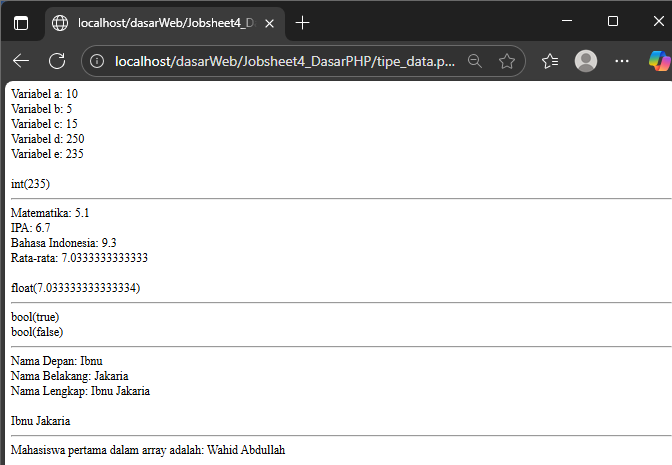 localhost/dasarWeb/Jobsheet4_D
localhost/dasarWeb/Jobsheet4_DasarPHP/tipe_data.p...
Variabel a: 10
Variabel b: 5
Variabel c: 15
Variabel d: 250
Variabel e: 235
int(235)
Matematika: 5.1
IPA: 6.7
Bahasa Indonesia: 9.3
Rata-rata: 7.0333333333333
float(7.033333333333334)
bool(true)
bool(false)
Nama Depan: Ibnu
Nama Belakang: Jakaria
Nama Lengkap: Ibnu Jakaria
Ibnu Jakaria
Mahasiswa pertama dalam array adalah: Wahid Abdullah